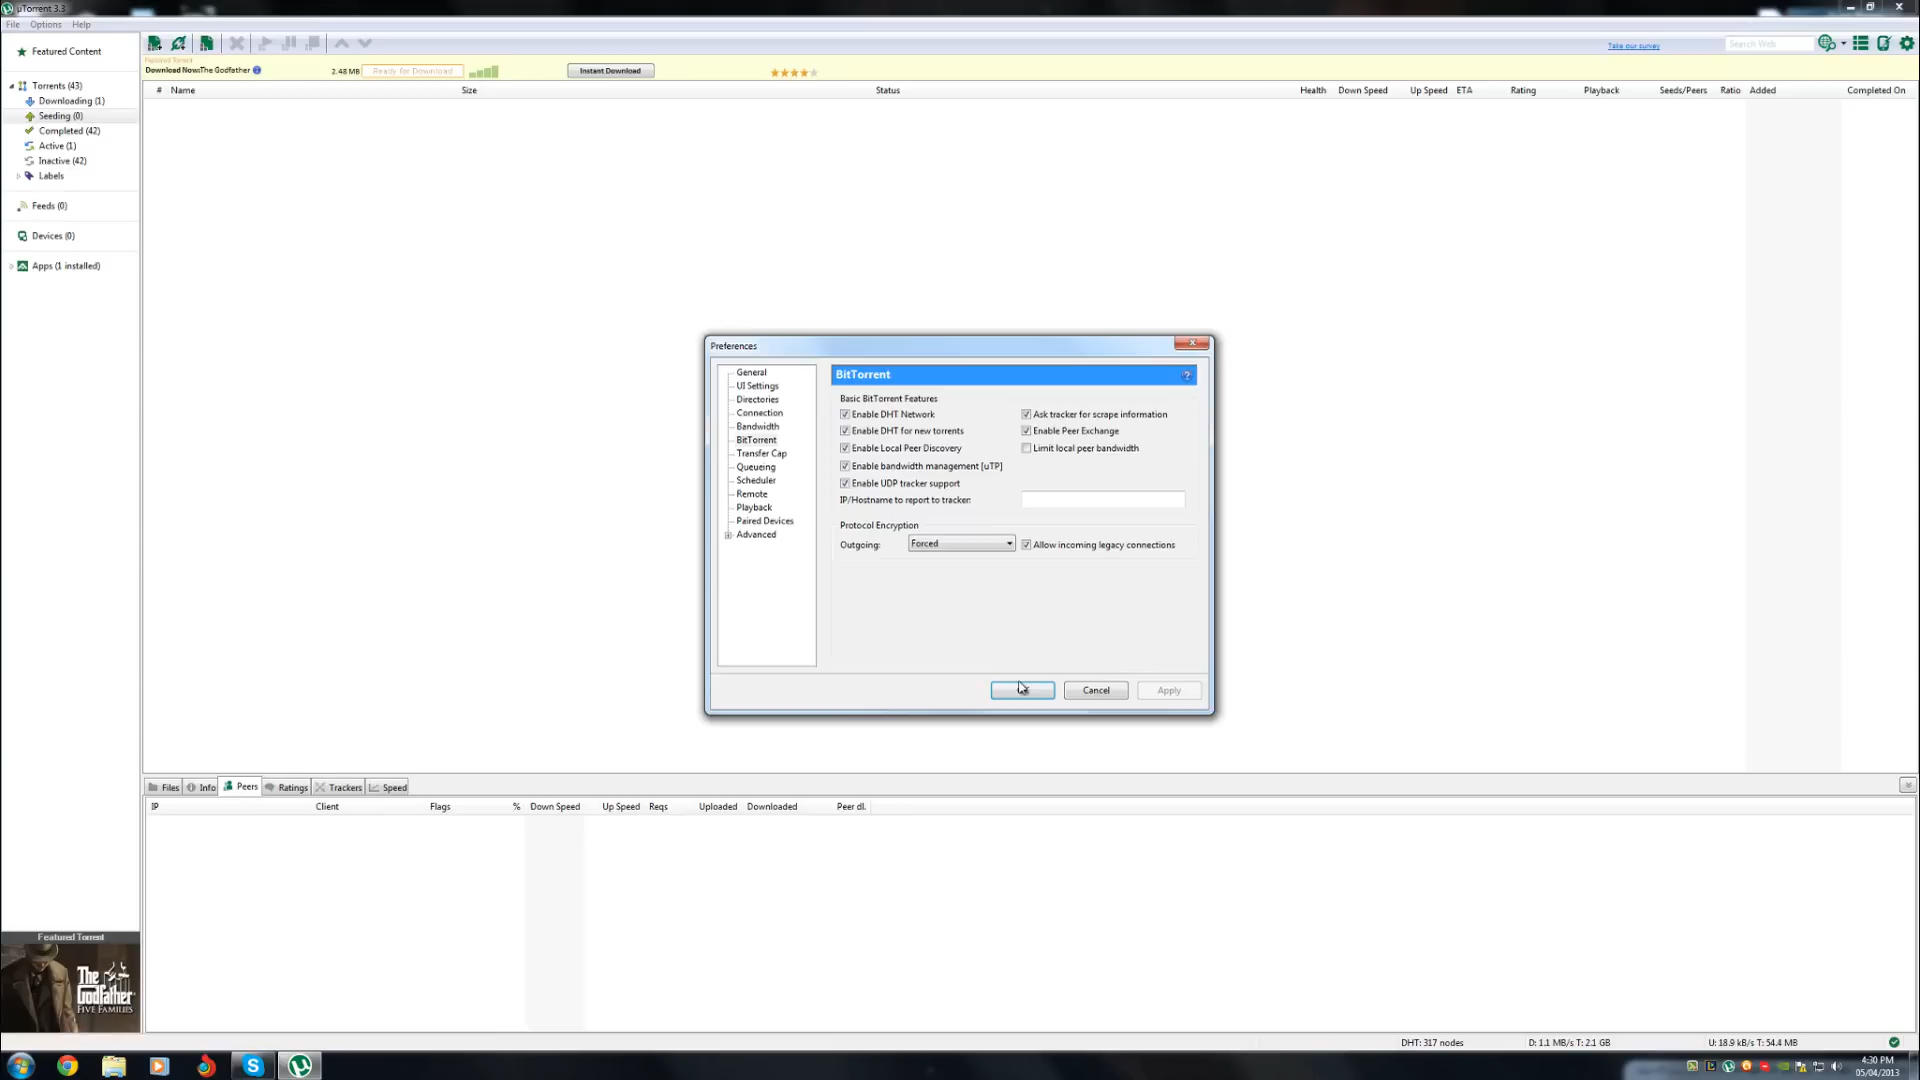 µTorrent 3.3
File Options Help
Featured Content
Torrents (43)
Downloading (1)
Seeding (0)
Completed (42)
Active (1)
Inactive (42)
Labels
Feeds (0)
Devices (0)
Apps (1 installed)
Take our survey
Search Web
Featured Torrent
Download Now:The Godfather 2.48 MB Ready for Download Instant Download
# Name Size Status Health Down Speed Up Speed ETA Rating Playback Seeds/Peers Ratio Added Completed On
Preferences
General
UI Settings
Directories
Connection
Bandwidth
BitTorrent
Transfer Cap
Queueing
Scheduler
Remote
Playback
Paired Devices
Advanced
BitTorrent
Basic BitTorrent Features
Enable DHT Network Ask tracker for scrape information
Enable DHT for new torrents Enable Peer Exchange
Enable Local Peer Discovery Limit local peer bandwidth
Enable bandwidth management [uTP]
Enable UDP tracker support
IP/Hostname to report to tracker:
Protocol Encryption
Outgoing: Forced Allow incoming legacy connections
Cancel Apply
Files Info Peers Ratings Trackers Speed
IP Client Flags % Down Speed Up Speed Reqs Uploaded Downloaded Peer dl.
Featured Torrent
The Godfather
FIVE FAMILIES
DHT: 317 nodes D: 1.1 MB/s T: 2.1 GB U: 18.9 kB/s T: 54.4 MB
4:30 PM
05/04/2013